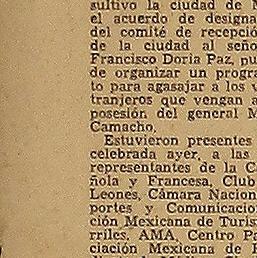 sultivo la ciudad de
el acuerdo de designa
del comité de recepció
de la ciudad al seño
Francisco Doria Paz, pu
de organizar un progra
to para agasajar a los v
tranjeros que vengan a
posesión del general M
Camacho.
Estuvieron presentes
celebrada ayer, a las
representantes de la C
ñola y Francesa, Club
Leones, Cámara Nacion
portes y Comunicacio
ción Mexicana de Turis
rriles, AMA, Centro Pa
ciación Mexicana de